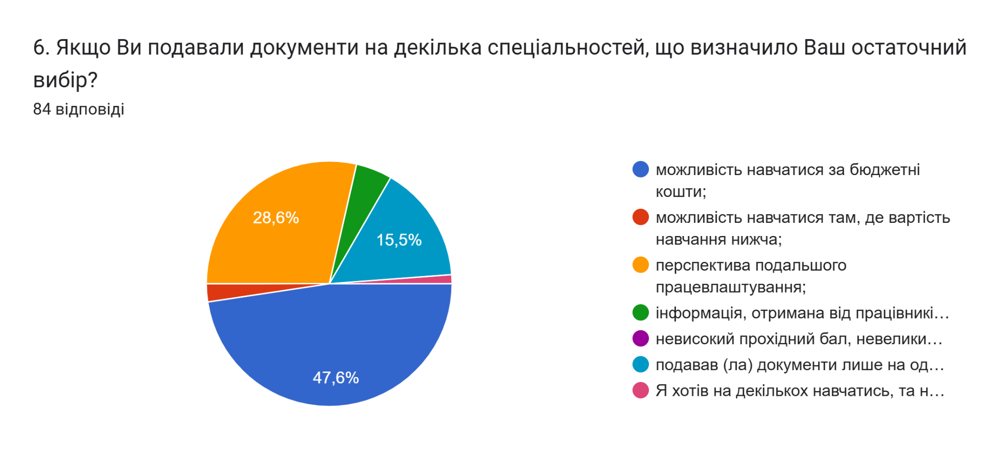 6. Якщо Ви подавали документи на декілька спеціальностей, що визначило Ваш остаточний
вибір?
84 відповіді
28,6%
15,5%
47,6%
можливість навчатися за бюджетні
кошти;
можливість навчатися там, де вартість
навчання нижча;
перспектива подальшого
працевлаштування;
інформація, отримана від працівникі…
невисокий прохідний бал, невелики…
подавав (ла) документи лише на од…
Я хотів на декількох навчатись, та н…